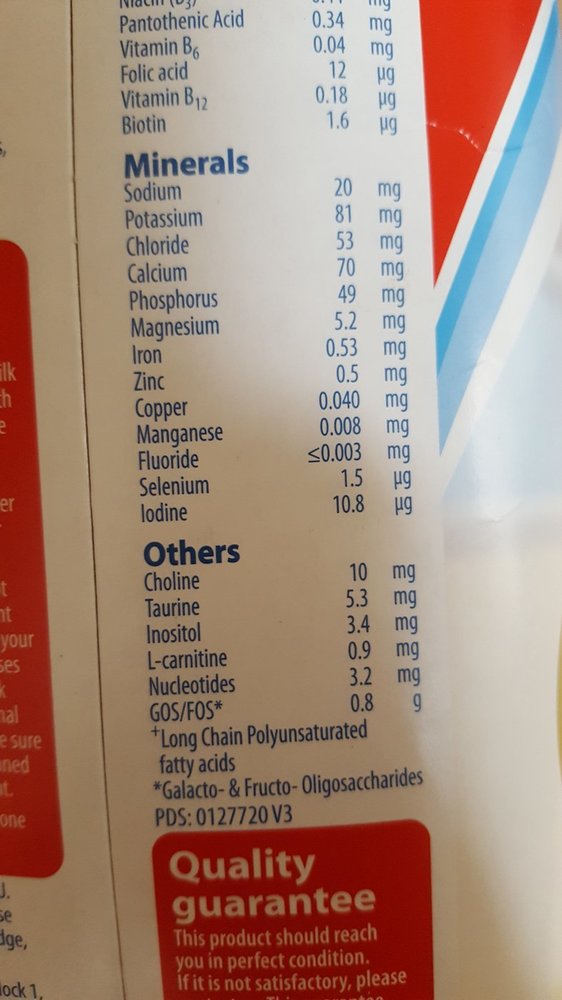 Pantothenic Acid 0.34 mg
Vitamin B6 0.04 mg
Folic acid 12 µg
Vitamin B12 0.18 µg
Biotin 1.6 µg
Minerals
Sodium 20 mg
Potassium 81 mg
Chloride 53 mg
Calcium 70 mg
Phosphorus 49 mg
Magnesium 5.2 mg
Iron 0.53 mg
Zinc 0.5 mg
Copper 0.040 mg
Manganese 0.008 mg
Fluoride ≤0.003 mg
Selenium 1.5 µg
Iodine 10.8 µg
Others
Choline 10 mg
Taurine 5.3 mg
Inositol 3.4 mg
L-carnitine 0.9 mg
Nucleotides 3.2 mg
GOS/FOS* 0.8 g
+Long Chain Polyunsaturated
fatty acids
*Galacto- & Fructo- Oligosaccharides
PDS: 0127720 V3
Quality
guarantee
This product should reach
you in perfect condition.
If it is not satisfactory, please
your
e sure
one